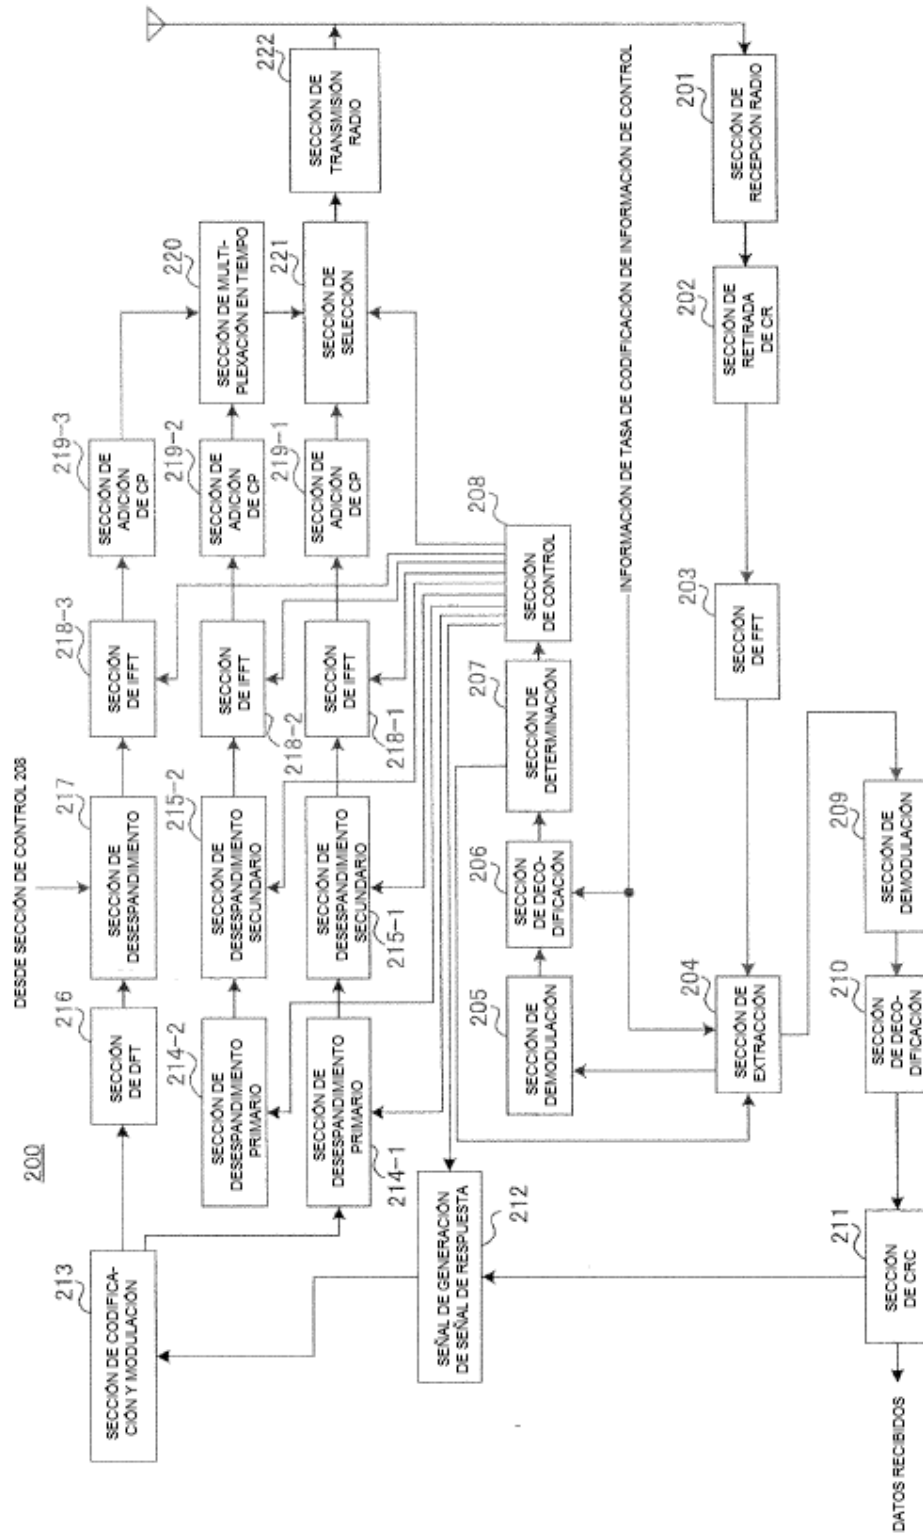 200
DESDE SECCIÓN DE CONTROL 208
213
SECCIÓN DE CODIFICA-
CIÓN Y MODULACIÓN
216
SECCIÓN
DE DFT
217
SECCIÓN DE
DESESPANDIMIENTO
218-3
SECCIÓN
DE IFFT
219-3
SECCIÓN DE
ADICIÓN
DE CP
214-2
SECCIÓN DE
DESESPANDIMIENTO
PRIMARIO
215-2
SECCIÓN DE
DESESPANDIMIENTO
SECUNDARIO
SECCIÓN
DE IFFT
218-2
219-2
SECCIÓN DE
ADICIÓN
DE CP
220
SECCIÓN DE MULTI-
PLEXACIÓN EN TIEMPO
SECCIÓN DE
DESESPANDIMIENTO
PRIMARIO
214-1
SECCIÓN DE
DESESPANDIMIENTO
SECUNDARIO
215-1
SECCIÓN
DE IFFT
218-1
219-1
SECCIÓN DE
ADICIÓN
DE CP
221
SECCIÓN DE
SELECCIÓN
222
SECCIÓN DE
TRANSMISIÓN
RADIO
SEÑAL DE GENERACIÓN
DE SEÑAL DE RESPUESTA
212
205
SECCIÓN DE
DEMODULACIÓN
206
SECCIÓN
DE DECO-
DIFICACIÓN
207
SECCIÓN DE
DETERMINACIÓN
208
SECCIÓN
DE CONTROL
INFORMACIÓN DE TASA DE CODIFICACIÓN DE INFORMACIÓN DE CONTROL
204
SECCIÓN DE
EXTRACCIÓN
203
SECCIÓN
DE FFT
202
SECCIÓN DE
RETIRADA
DE CR
201
SECCIÓN DE
RECEPCIÓN RADIO
DATOS RECIBIDOS
211
SECCIÓN
DE CRC
210
SECCIÓN
DE DECO-
DIFICACIÓN
209
SECCIÓN DE
DEMODULACIÓN